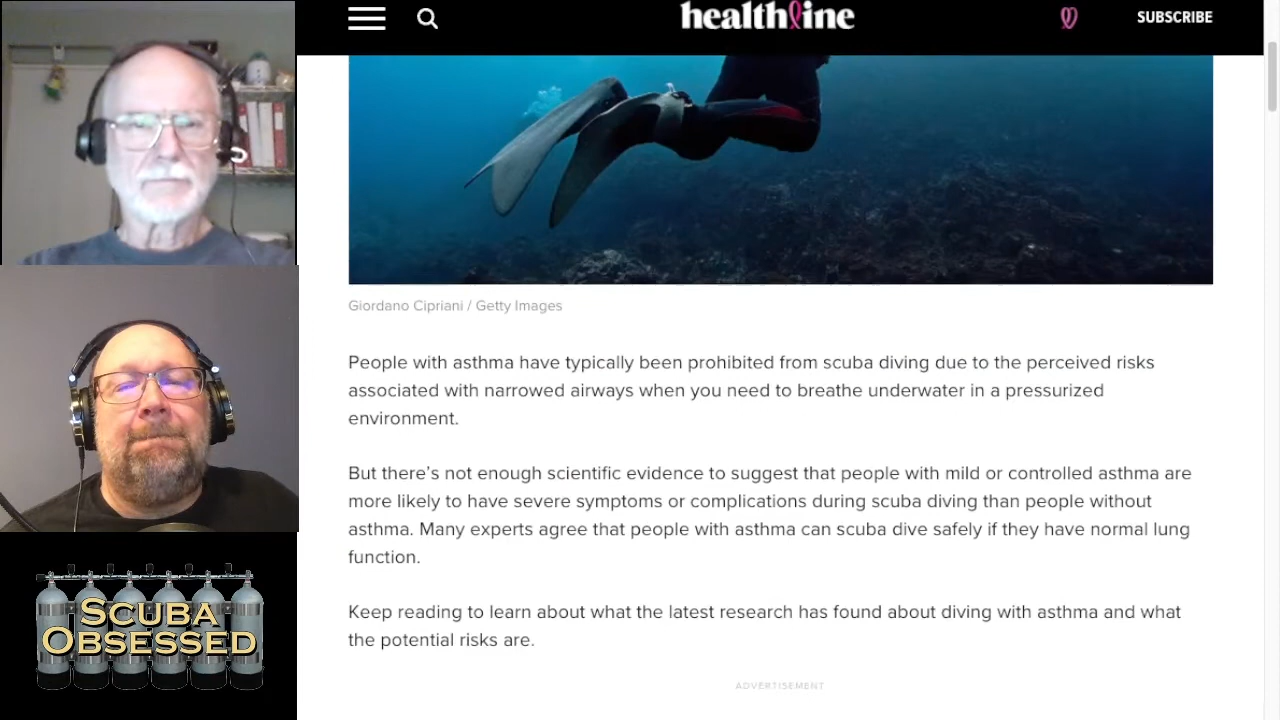 healthline
SUBSCRIBE
Giordano Cipriani / Getty Images
People with asthma have typically been prohibited from scuba diving due to the perceived risks
associated with narrowed airways when you need to breathe underwater in a pressurized
environment.
But there’s not enough scientific evidence to suggest that people with mild or controlled asthma are
more likely to have severe symptoms or complications during scuba diving than people without
asthma. Many experts agree that people with asthma can scuba dive safely if they have normal lung
function.
Keep reading to learn about what the latest research has found about diving with asthma and what
the potential risks are.
ADVERTISEMENT
SCUBA
OBSESSED